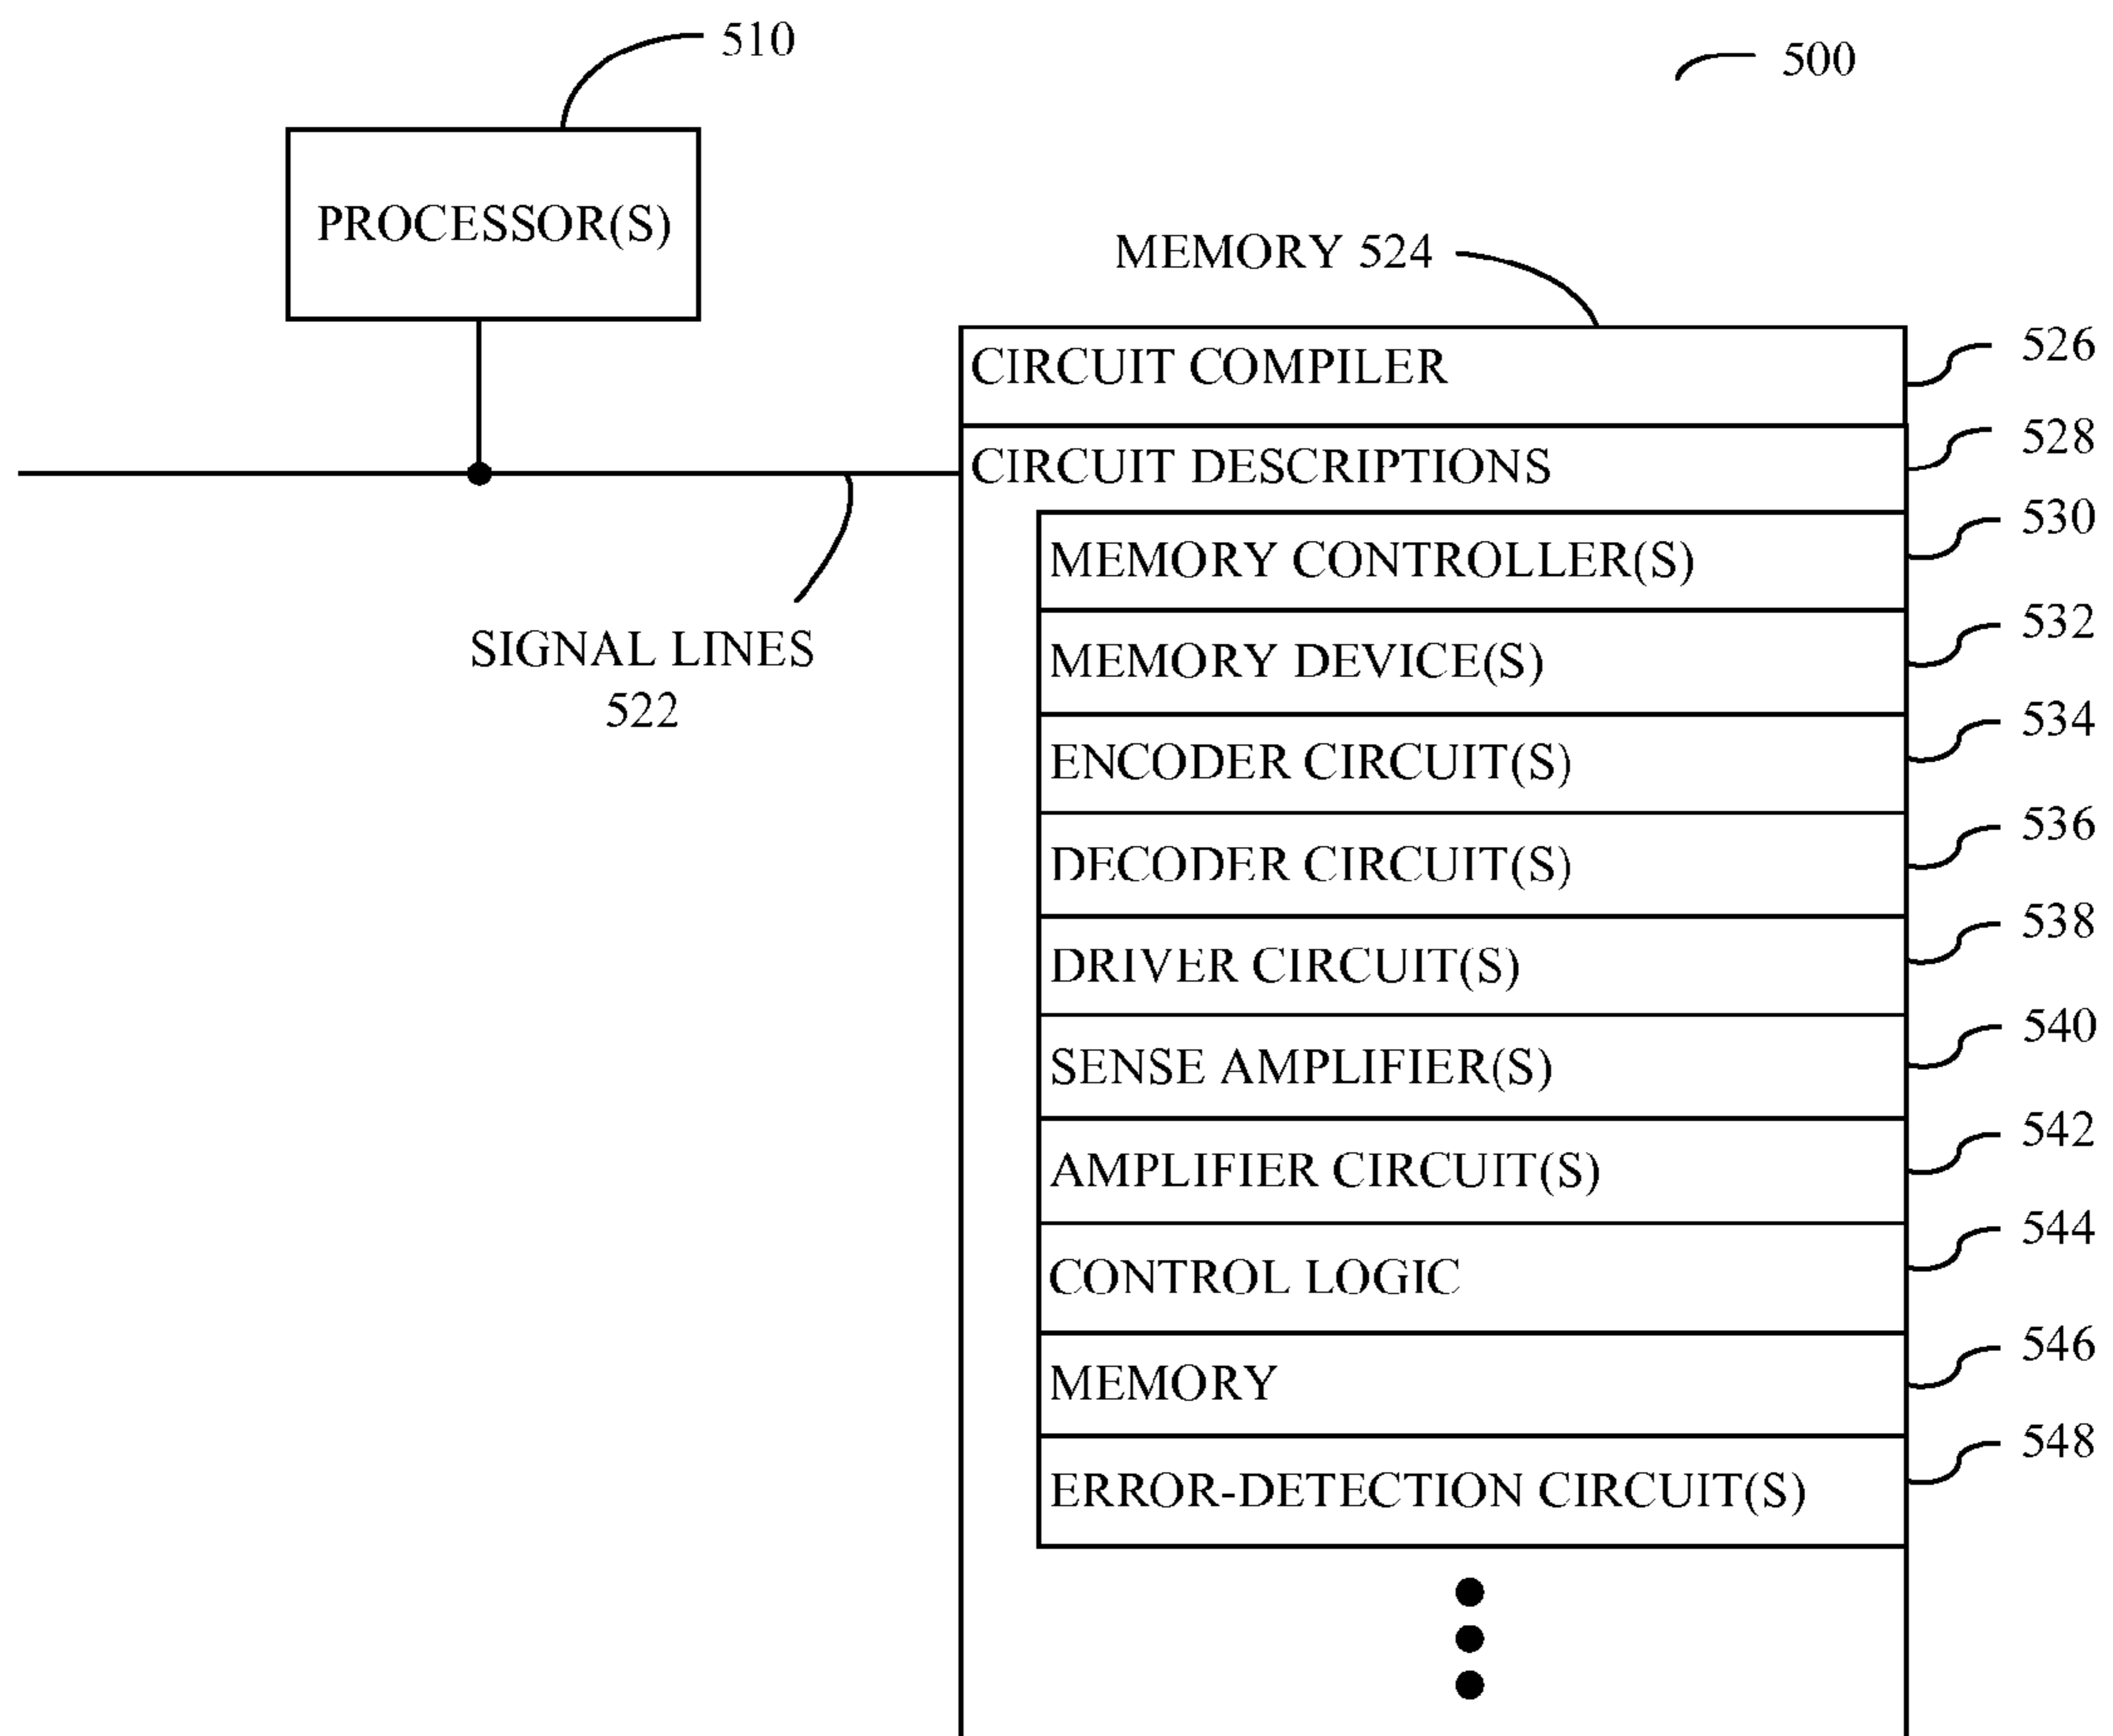 510
500
PROCESSOR(S)
MEMORY 524
CIRCUIT COMPILER
526
CIRCUIT DESCRIPTIONS
528
MEMORY CONTROLLER(S)
530
SIGNAL LINES
522
MEMORY DEVICE(S)
532
ENCODER CIRCUIT(S)
534
DECODER CIRCUIT(S)
536
DRIVER CIRCUIT(S)
538
SENSE AMPLIFIER(S)
540
AMPLIFIER CIRCUIT(S)
542
CONTROL LOGIC
544
MEMORY
546
ERROR-DETECTION CIRCUIT(S)
548